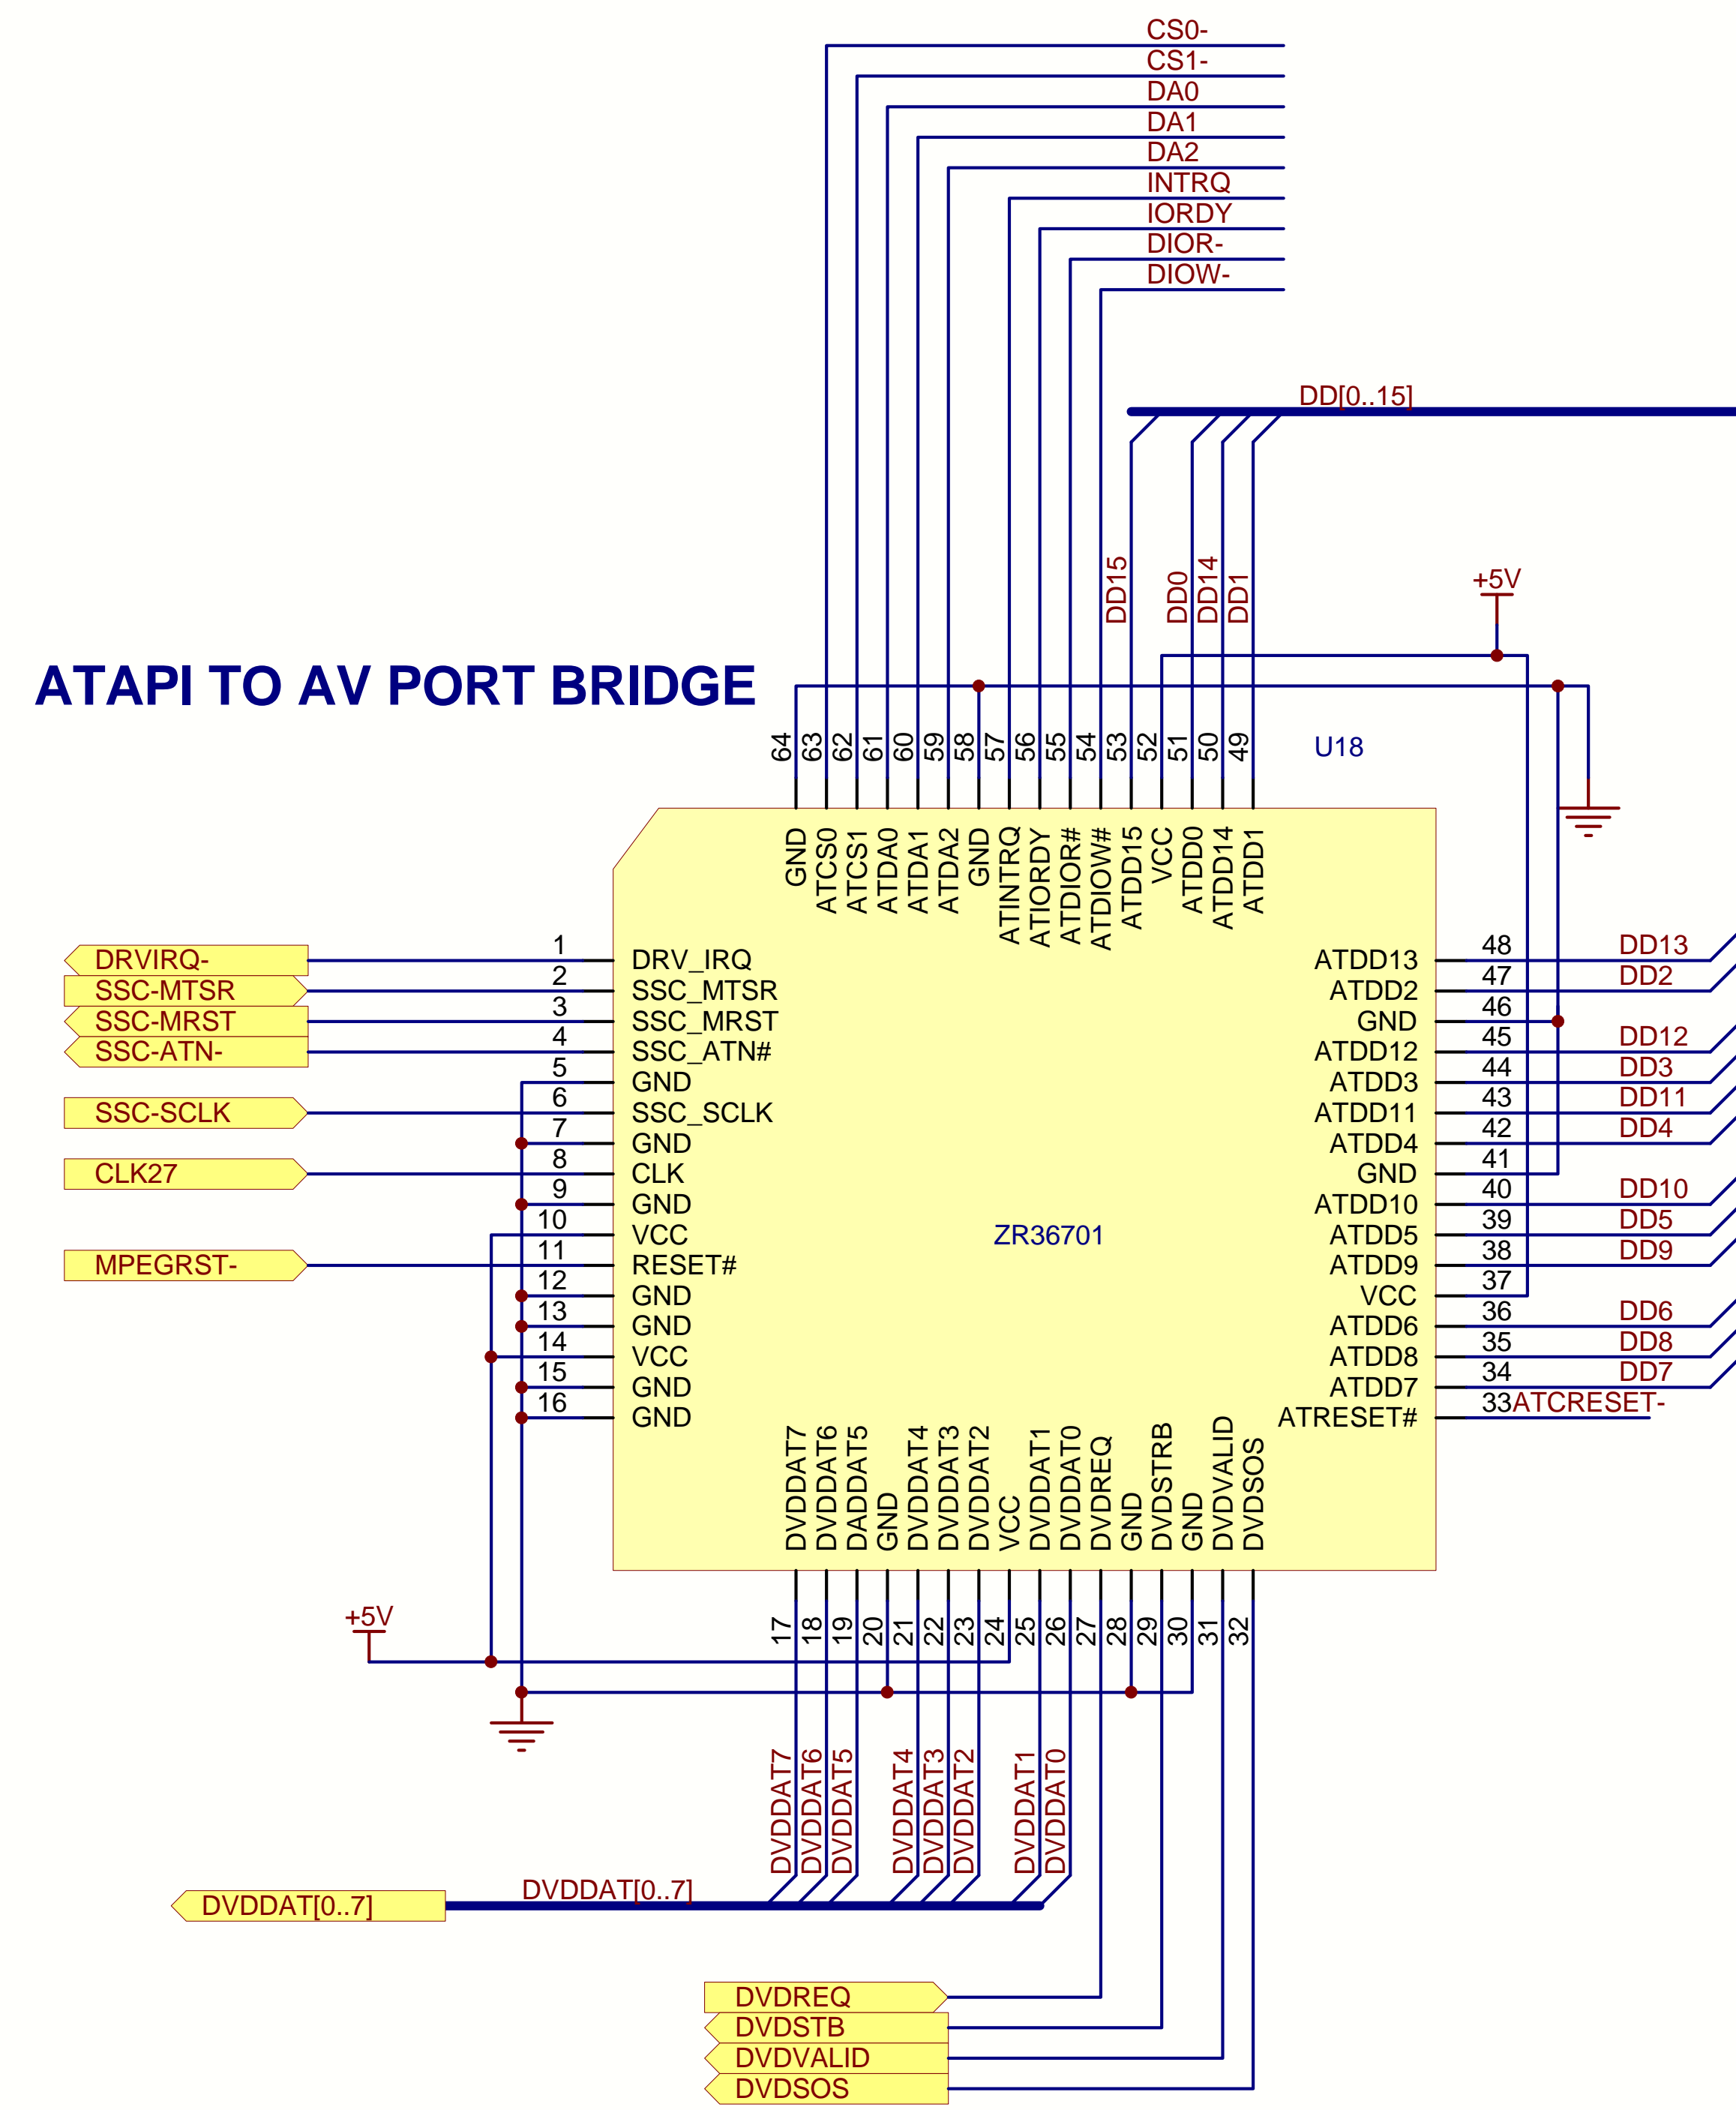 CS0-
CS1-
DA0
DA1
DA2
INTRQ
IORDY
DIOR-
DIOW-
DD[0..15]
DD15
DD0
DD14
DD1
+5V
ATAPI TO AV PORT BRIDGE
U18
64
63
62
61
60
59
58
57
56
55
54
53
52
51
50
49
GND
ATCS0
ATCS1
ATDA0
ATDA1
ATDA2
GND
ATINTRQ
ATIORDY
ATDIOR#
ATDIOW#
ATDD15
VCC
ATDD0
ATDD14
ATDD1
DRVIRQ- 1 DRV_IRQ
SSC-MTSR 2 SSC_MTSR
SSC-MRST 3 SSC_MRST
SSC-ATN- 4 SSC_ATN#
5 GND
SSC-SCLK 6 SSC_SCLK
7 GND
CLK27 8 CLK
9 GND
10 VCC
MPEGRST- 11 RESET#
12 GND
13 GND
14 VCC
15 GND
16 GND
ZR36701
ATDD13 48 DD13
ATDD2 47 DD2
GND 46
ATDD12 45 DD12
ATDD3 44 DD3
ATDD11 43 DD11
ATDD4 42 DD4
GND 41
ATDD10 40 DD10
ATDD5 39 DD5
ATDD9 38 DD9
VCC 37
ATDD6 36 DD6
ATDD8 35 DD8
ATDD7 34 DD7
ATRESET# 33 ATCRESET-
DVDDAT7
DVDDAT6
DADDAT5
GND
DVDDAT4
DVDDAT3
DVDDAT2
VCC
DVDDAT1
DVDDAT0
DVDREQ
GND
DVDSTRB
GND
DVDVALID
DVDSOS
+5V
17
18
19
20
21
22
23
24
25
26
27
28
29
30
31
32
DVDDAT7
DVDDAT6
DVDDAT5
DVDDAT4
DVDDAT3
DVDDAT2
DVDDAT1
DVDDAT0
DVDDAT[0..7]
DVDDAT[0..7]
DVDREQ
DVDSTB
DVDVALID
DVDSOS